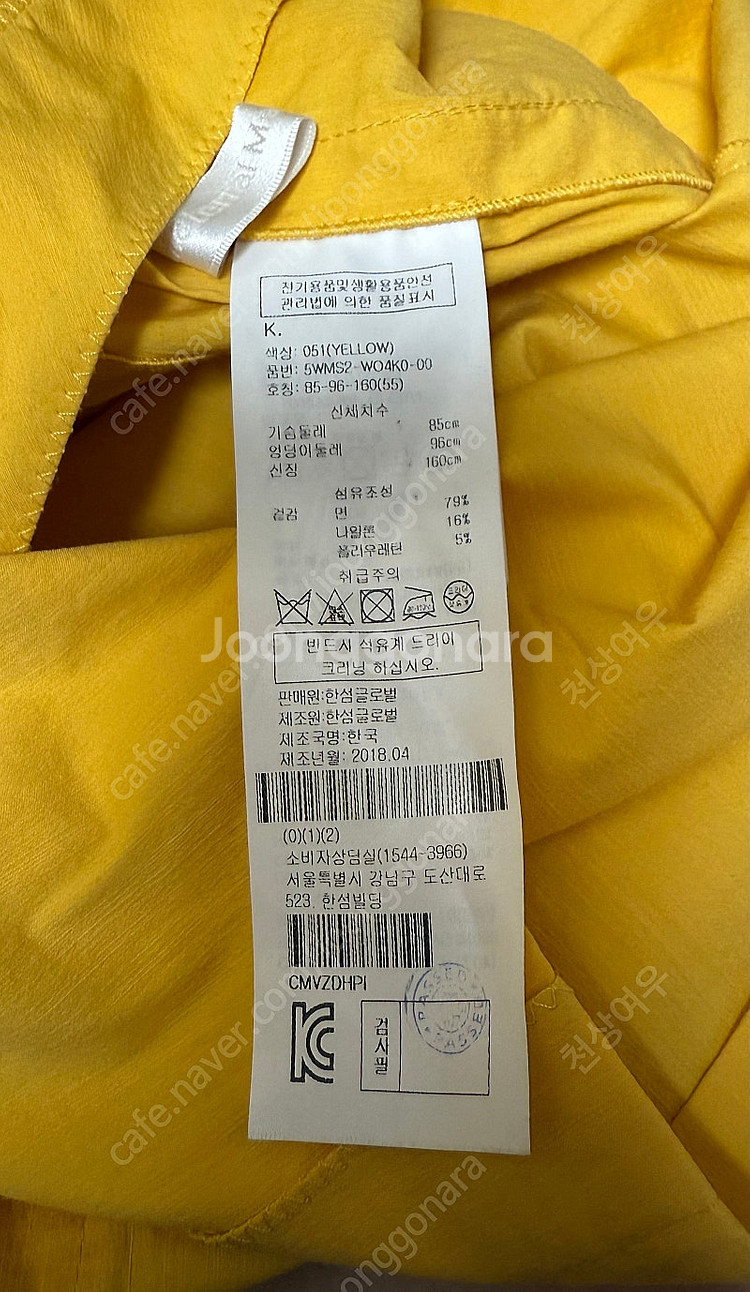 전기용품및생활용품안전
관리법에 의한 품질표시
K.
색상: 051(YELLOW)
품번: 5WMS2-WO4K0-00
호칭: 85-96-160(55)
신체치수
가슴둘레 85cm
엉덩이둘레 96cm
신장 160cm
섬유조성
겉감 면 79%
나일론 16%
폴리우레탄 5%
취급주의
반드시 석유계 드라이
크리닝 하십시오.
판매원:한섬글로벌
제조원:한섬글로벌
제조국명:한국
제조년월: 2018.04
(0)(1)(2)
소비자상담실(1544-3966)
서울특별시 강남구 도산대로
523. 한섬빌딩
CMVZDHPI
KC
검사필
PASSED
PASSED
Joonggonara
cafe.naver.com/joonggonara
cafe.naver.com/joonggonara
cafe.naver.com/joonggonara
진상여우
진상여우
진상여우